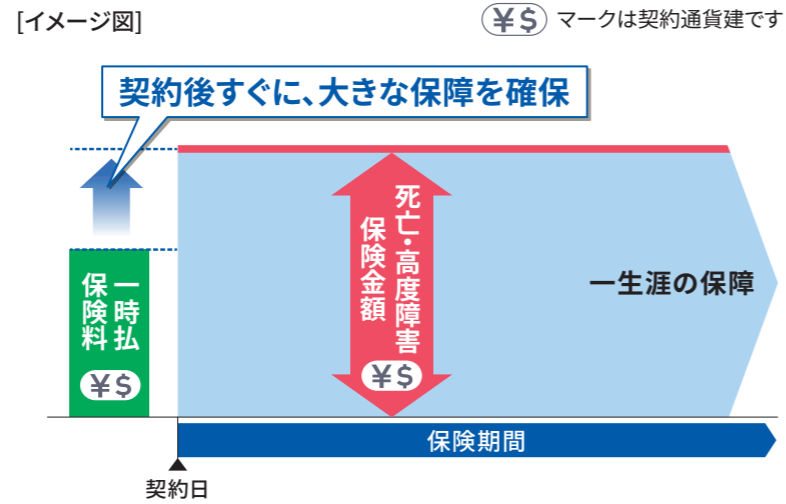 [イメージ図]
¥$ マークは契約通貨建です
契約後すぐに、大きな保障を確保
一時払
保険料
¥$
死亡・高度障害
保険金額
¥$
一生涯の保障
保険期間
契約日